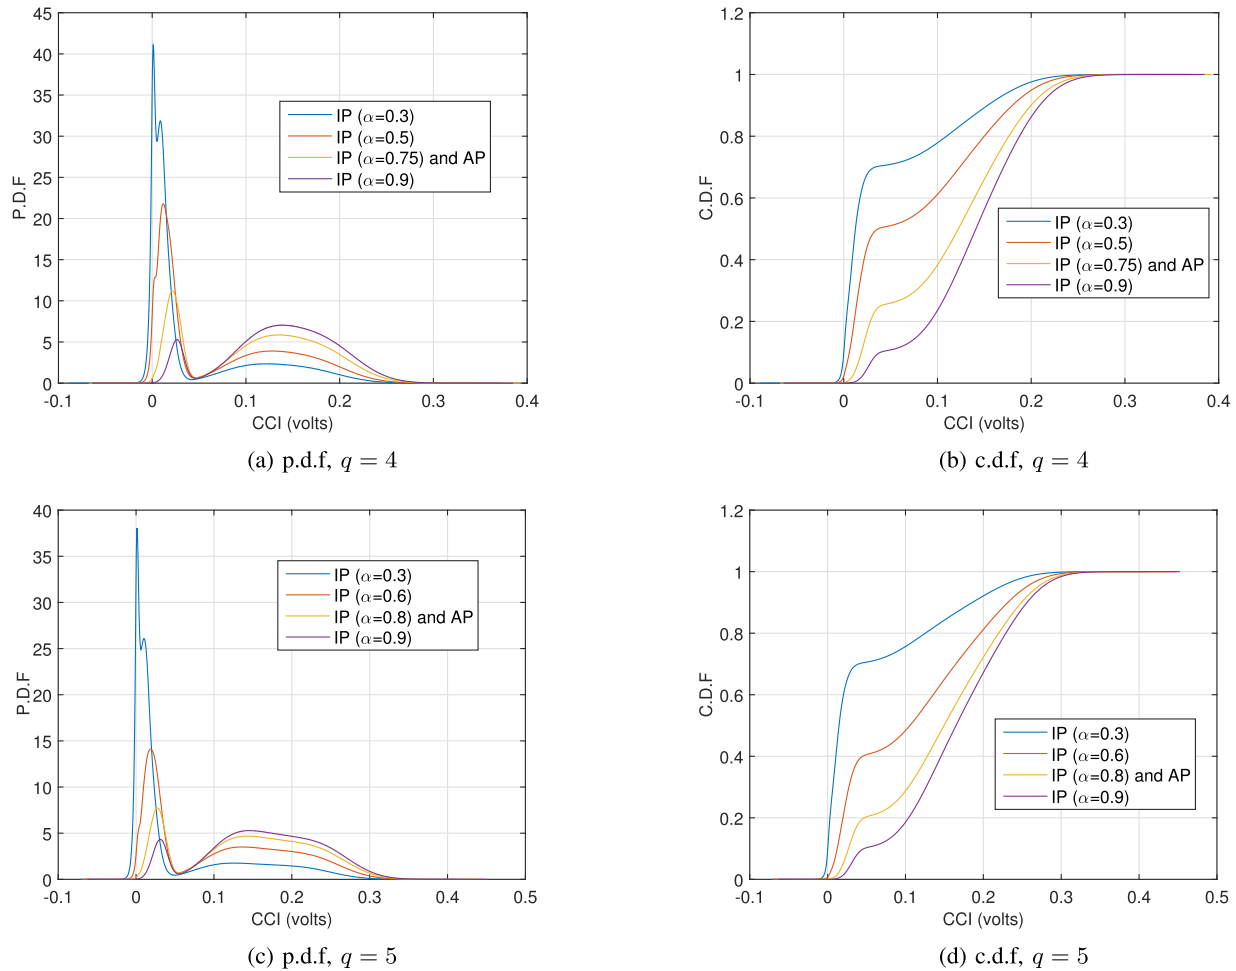 45
40
35
30
25
20
15
10
5
0
P.D.F
IP (α=0.3)
IP (α=0.5)
IP (α=0.75) and AP
IP (α=0.9)
-0.1 0 0.1 0.2 0.3 0.4
CCI (volts)
(a) p.d.f, q = 4
1.2
1
0.8
0.6
0.4
0.2
0
C.D.F
IP (α=0.3)
IP (α=0.5)
IP (α=0.75) and AP
IP (α=0.9)
-0.1 0 0.1 0.2 0.3 0.4
CCI (volts)
(b) c.d.f, q = 4
40
35
30
25
20
15
10
5
0
P.D.F
IP (α=0.3)
IP (α=0.6)
IP (α=0.8) and AP
IP (α=0.9)
-0.1 0 0.1 0.2 0.3 0.4 0.5
CCI (volts)
(c) p.d.f, q = 5
1.2
1
0.8
0.6
0.4
0.2
0
C.D.F
IP (α=0.3)
IP (α=0.6)
IP (α=0.8) and AP
IP (α=0.9)
-0.1 0 0.1 0.2 0.3 0.4 0.5
CCI (volts)
(d) c.d.f, q = 5